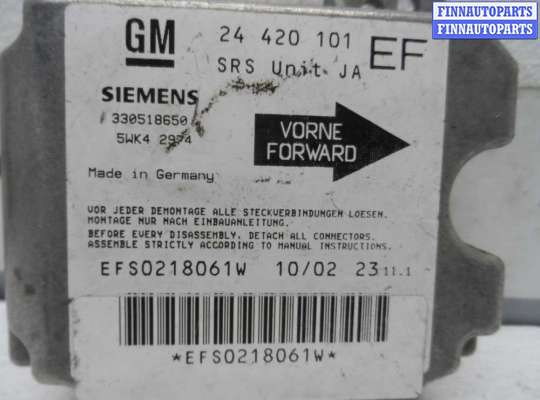 FINNAUTOPARTS
FINNAUTOPARTS
FINNAUTOPARTS
GM
24 420 101
EF
SRS Unit JA
SIEMENS
330518650
5WK4 2974
VORNE
FORWARD
Made in Germany
VOR JEDER DEMONTAGE ALLE STECKVERBINDUNGEN LOESEN.
MONTAGE NUR NACH EINBAUANLEITUNG.
BEFORE EVERY DISASSEMBLY, DETACH ALL CONNECTORS.
ASSEMBLE STRICTLY ACCORDING TO MANUAL INSTRUCTIONS.
EFS0218061W 10/02 23 11.1
*EFS0218061W*